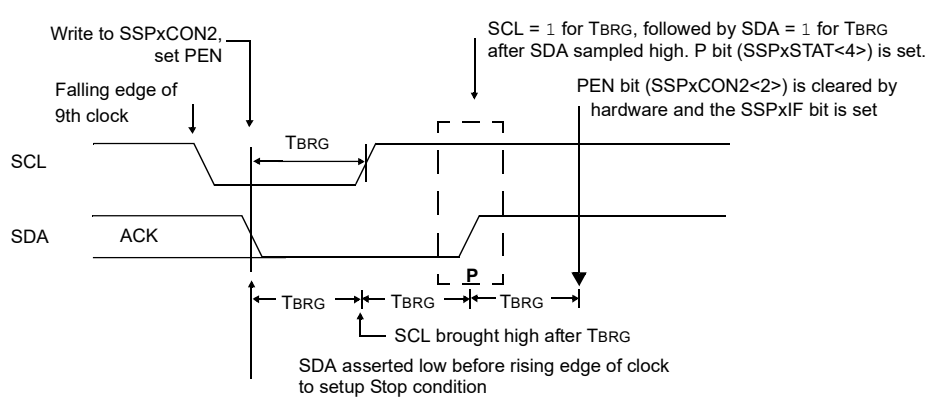 Write to SSPxCON2,
set PEN
SCL = 1 for TBRG, followed by SDA = 1 for TBRG
after SDA sampled high. P bit (SSPxSTAT<4>) is set.
PEN bit (SSPxCON2<2>) is cleared by
hardware and the SSPxIF bit is set
Falling edge of
9th clock
TBRG
SCL
SDA
ACK
P
TBRG
TBRG
TBRG
SCL brought high after TBRG
SDA asserted low before rising edge of clock
to setup Stop condition